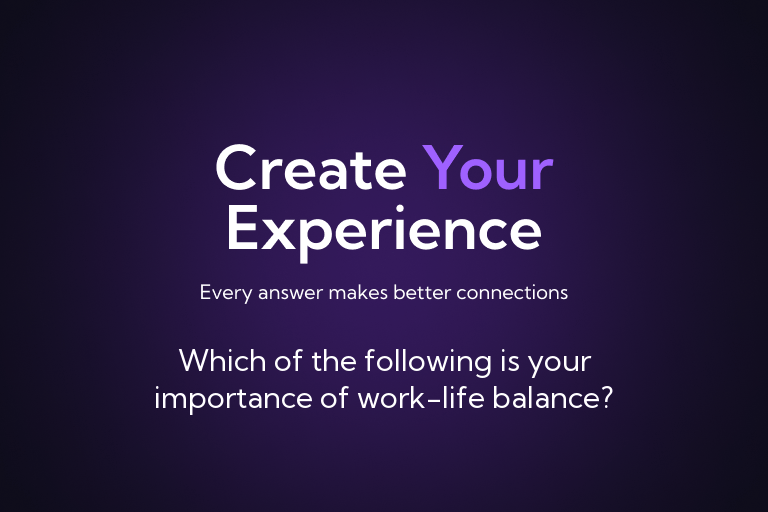 Create Your
Experience
Every answer makes better connections
Which of the following is your
importance of work-life balance?